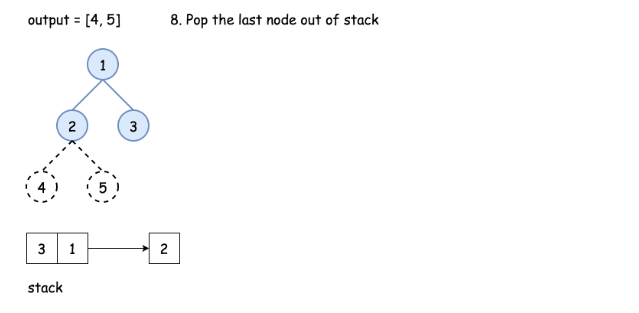 output = [4, 5]
8. Pop the last node out of stack
1
2 3
4 5
3 1 2
stack